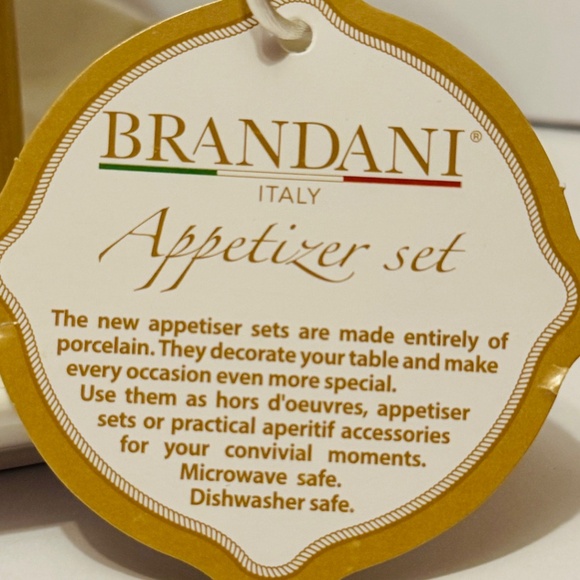 BRANDANI®
ITALY
Appetizer set
The new appetiser sets are made entirely of
porcelain. They decorate your table and make
every occasion even more special.
Use them as hors d'oeuvres, appetiser
sets or practical aperitif accessories
for your convivial moments.
Microwave safe.
Dishwasher safe.